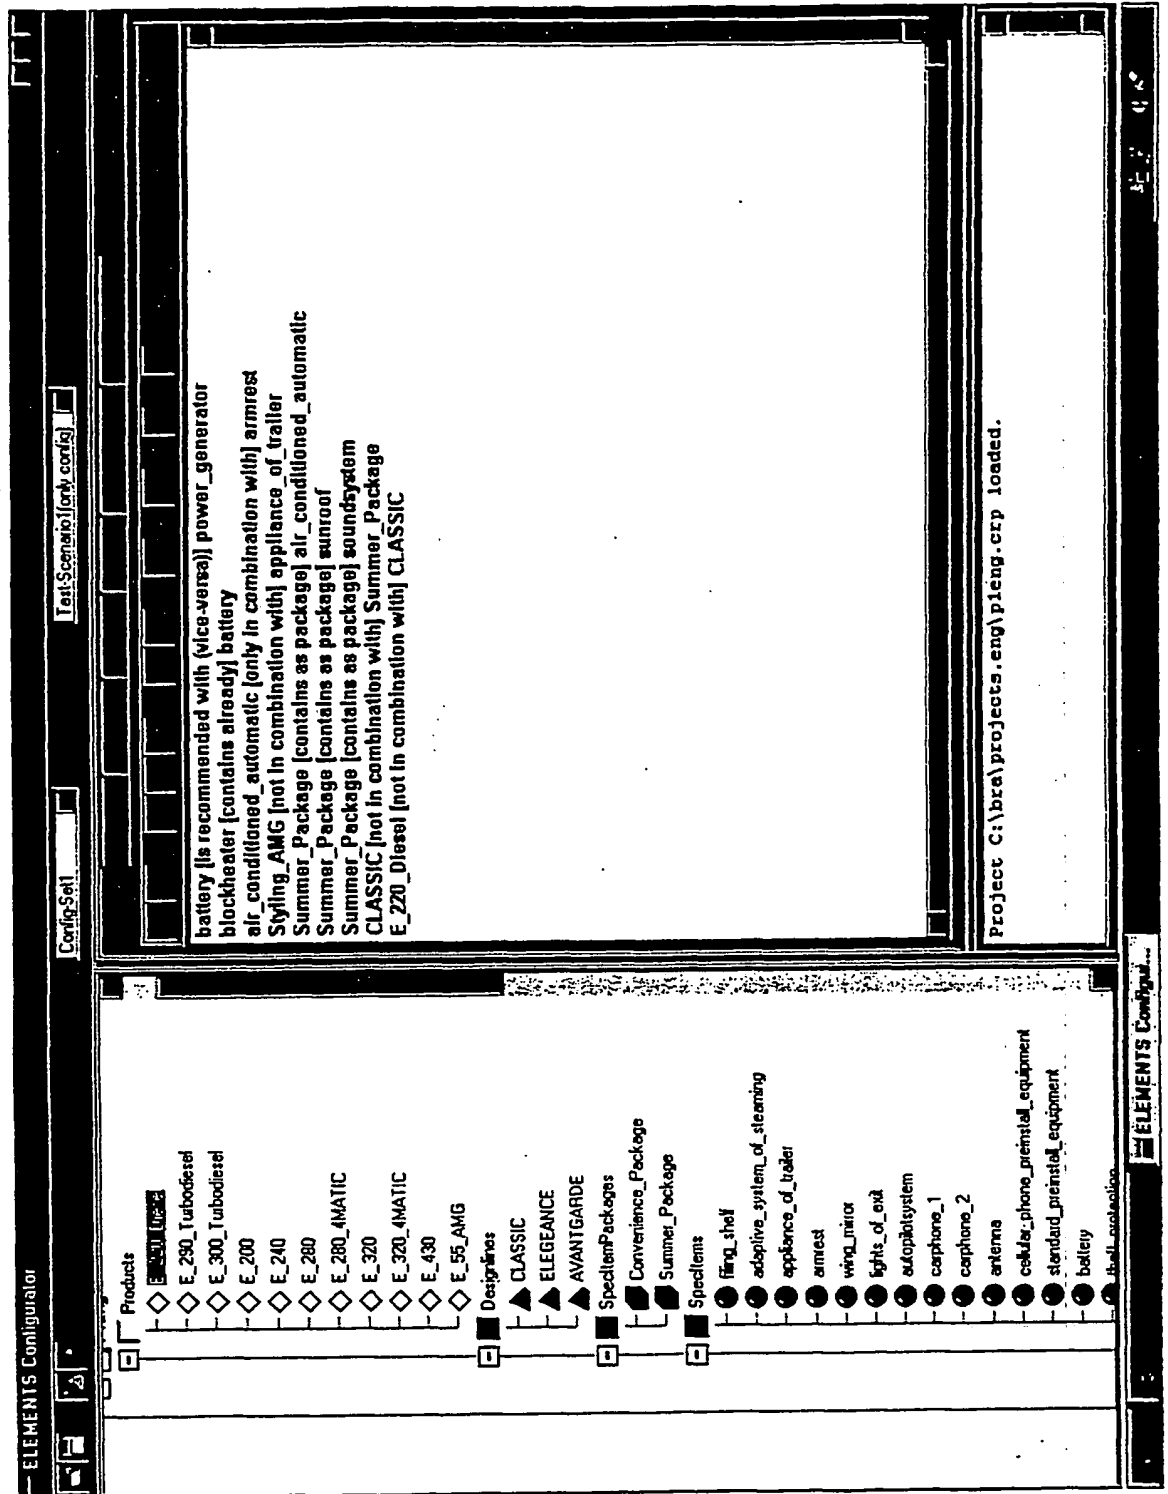 ELEMENTS Configurator
Config-Set1
Test-Scenario1(only config)
Products
E_290_Turbodiesel
E_300_Turbodiesel
E_200
E_240
E_280
E_280_4MATIC
E_320
E_320_4MATIC
E_430
E_55_AMG
Designlines
CLASSIC
ELEGEANCE
AVANTGARDE
SpecItemPackages
Convenience_Package
Summer_Package
SpecItems
filing_shelf
adaptive_system_of_stearning
appliance_of_trailer
armrest
wing_mirror
lights_of_exit
autopilotsystem
carphone_1
carphone_2
antenna
cellular-phone_preinstal_equipment
standard_preinstall_equipment
battery
theft_protection
battery [is recommended with (vice-versa)] power_generator
blockheater [contains already] battery
air_conditioned_automatic [only in combination with] armrest
Styling_AMG [not in combination with] appliance_of_trailer
Summer_Package [contains as package] air_conditioned_automatic
Summer_Package [contains as package] sunroof
Summer_Package [contains as package] soundsystem
CLASSIC [not in combination with] Summer_Package
E_220_Diesel [not in combination with] CLASSIC
Project C:\bra\projects.eng\pleng.crp loaded.
ELEMENTS Configur...